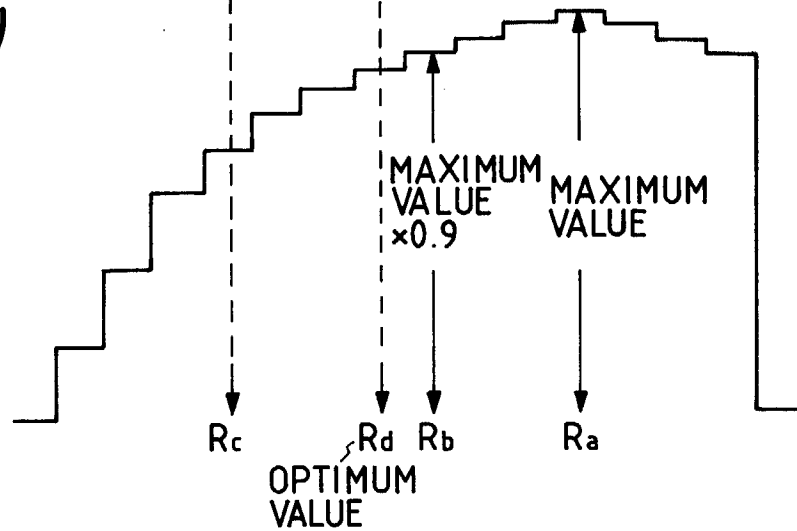 MAXIMUM
VALUE
×0.9
MAXIMUM
VALUE
Rc
Rd
Rb
Ra
OPTIMUM
VALUE